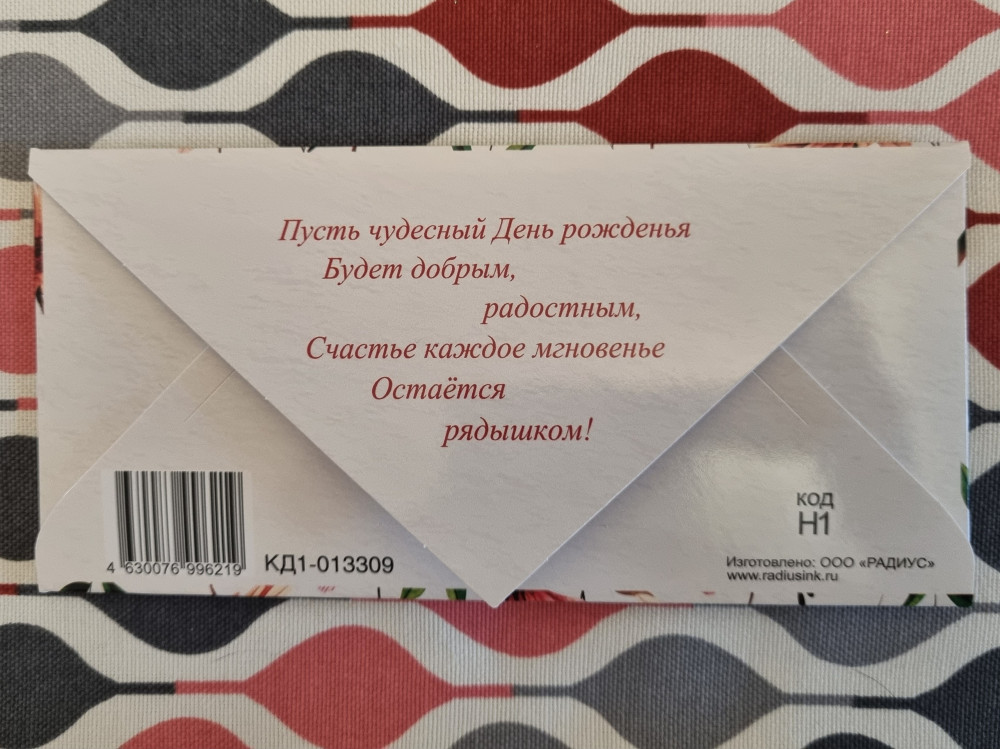 Пусть чудесный День рожденья
Будет добрым,
радостным,
Счастье каждое мгновенье
Остаётся
рядышком!
4 630076 996219
КД1-013309
КОД
Н1
Изготовлено: ООО «РАДИУС»
www.radiusink.ru